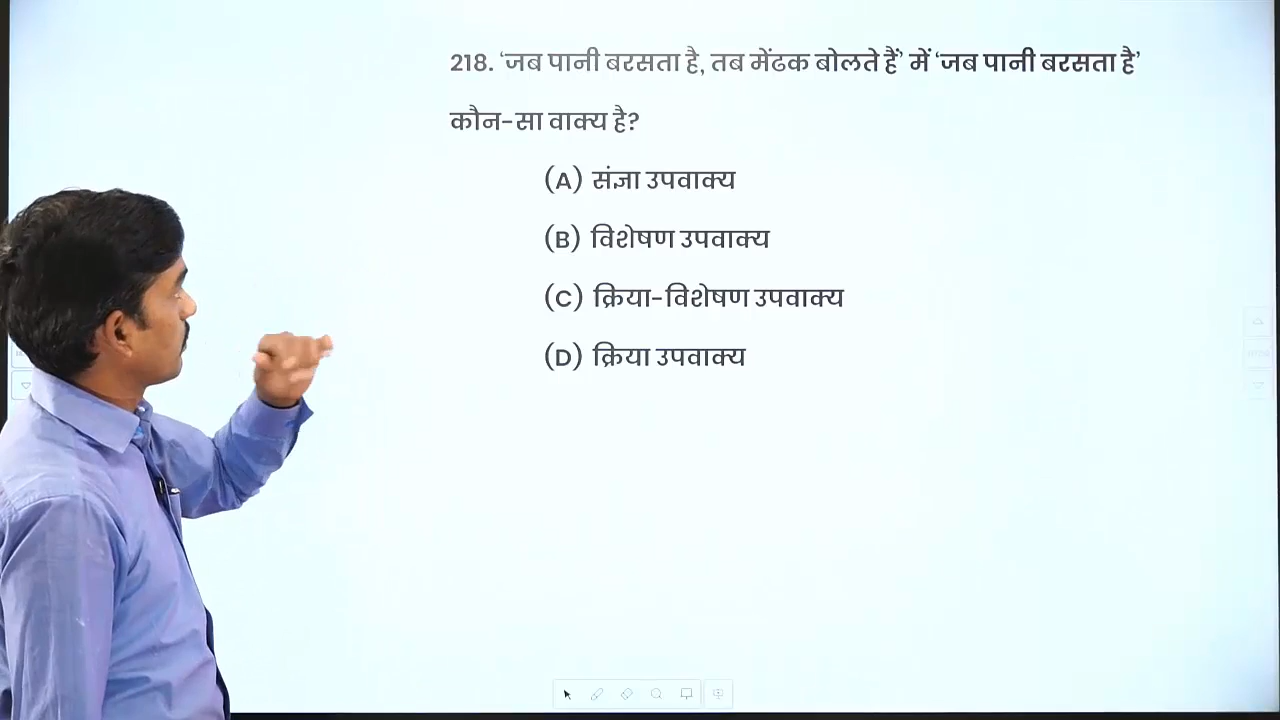 218. ‘जब पानी बरसता है, तब मेंढक बोलते हैं’ में ‘जब पानी बरसता है’
कौन-सा वाक्य है?
(A) संज्ञा उपवाक्य
(B) विशेषण उपवाक्य
(C) क्रिया-विशेषण उपवाक्य
(D) क्रिया उपवाक्य